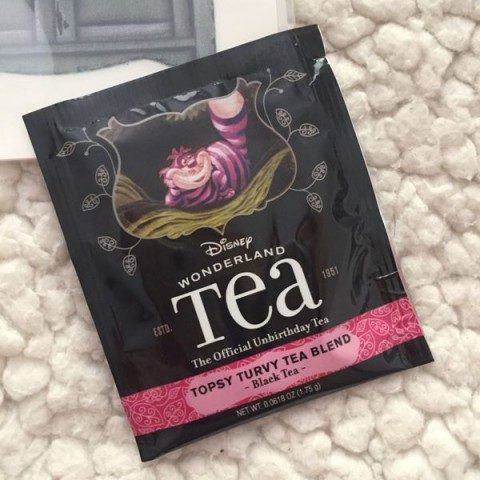 Disney
WONDERLAND
ESTD. Tea 1951
The Official Unbirthday Tea
TOPSY TURVY TEA BLEND
- Black Tea -
NET WT. 0.0618 OZ (1.75 g)